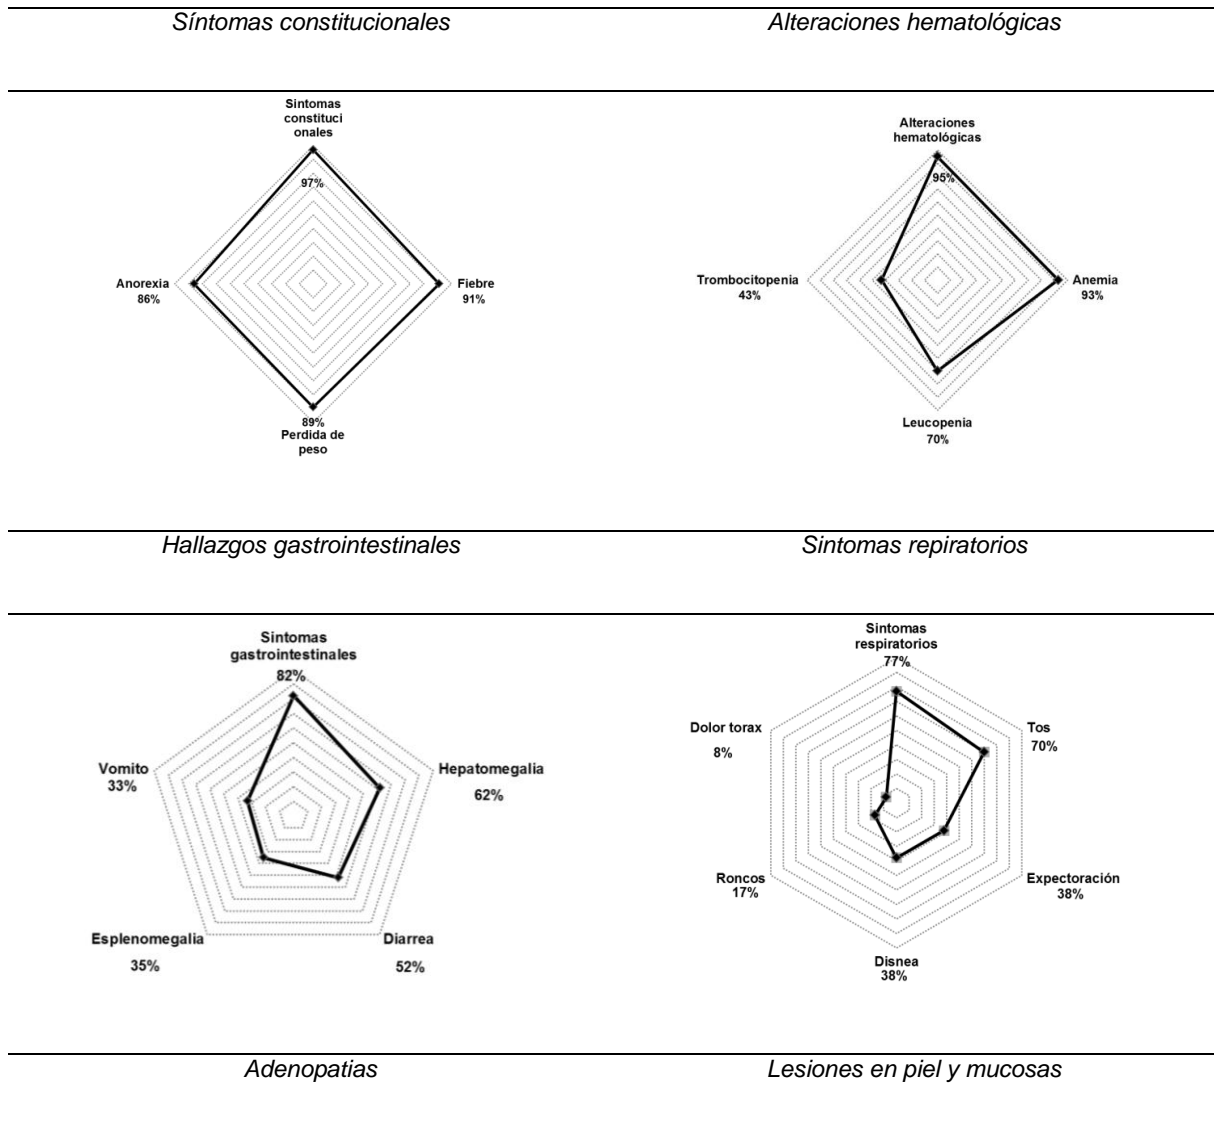 Síntomas constitucionales
Alteraciones hematológicas
Sintomas
constituci
onales
97%
Anorexia
86%
Fiebre
91%
89%
Perdida de
peso
Alteraciones
hematológicas
95%
Trombocitopenia
43%
Anemia
93%
Leucopenia
70%
Hallazgos gastrointestinales
Sintomas repiratorios
Sintomas
gastrointestinales
82%
Vomito
33%
Hepatomegalia
62%
Esplenomegalia
35%
Diarrea
52%
Sintomas
respiratorios
77%
Dolor torax
8%
Tos
70%
Roncos
17%
Expectoración
38%
Disnea
38%
Adenopatias
Lesiones en piel y mucosas